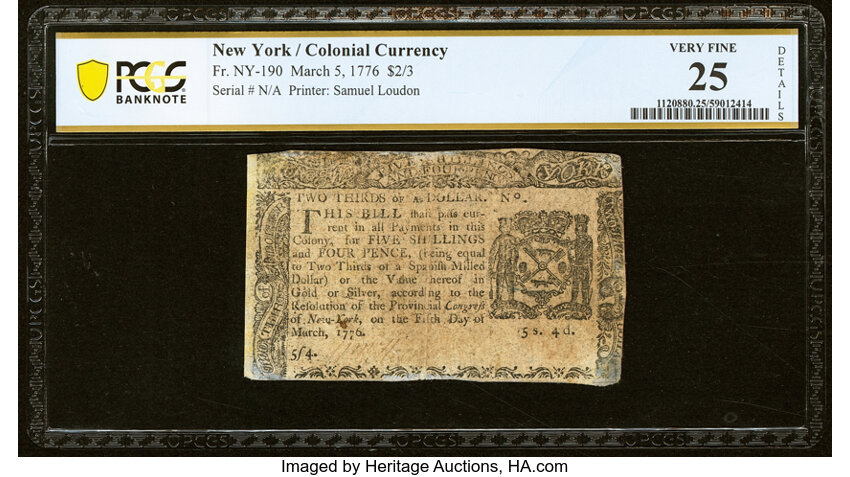 PCGS
BANKNOTE
New York / Colonial Currency
Fr. NY-190 March 5, 1776 $2/3
Serial # N/A Printer: Samuel Loudon
VERY FINE
25
1120880.25/59012414
DETAILS
YORK
TWO THIRDS OF A DOLLAR. No.
THIS BILL ſhall paſs cur-
rent in all Payments in this
Colony, for FIVE SHILLINGS
and FOUR PENCE, (being equal
to Two Thirds of a Spaniſh Milled
Dollar) or the Value thereof in
Gold or Silver, according to the
Reſolution of the Provincial Congreſs
of New-York, on the Fifth Day of
March, 1776.
5 s. 4 d.
5ſ4.
Imaged by Heritage Auctions, HA.com